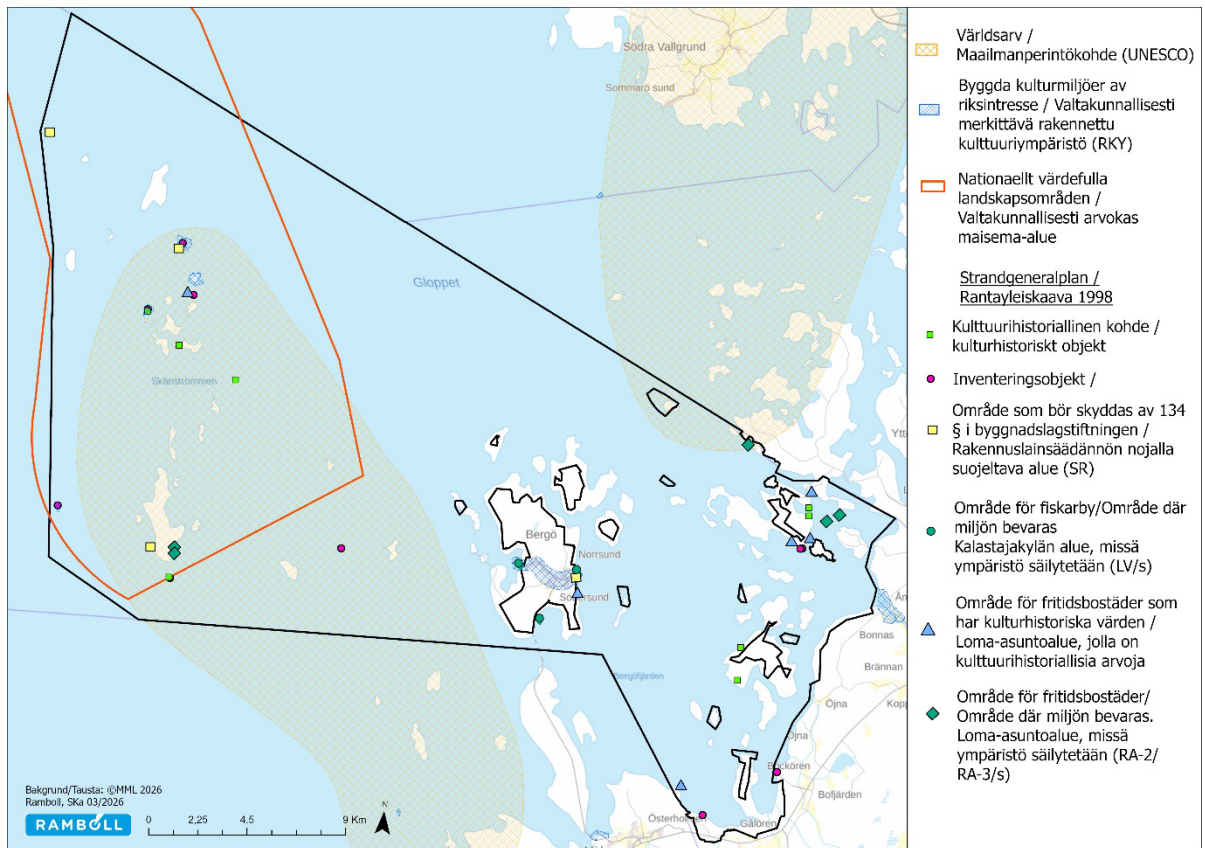 Södra Vallgrund
Sommarö sund
Gloppet
Skänströmmen
Bergö
Norrsund
Bergöfjärden
Bonnas
Brännan
Öjna
Öjna
Bockören
Bofjärden
Österholmen
Gålören
Bakgrund/Tausta: ©MML 2026
Ramboll, SKa 03/2026
RAMBOLL
0 2,25 4,5 9 Km
N
Världsarv /
Maailmanperintökohde (UNESCO)
Byggda kulturmiljöer av
riksintresse / Valtakunnallisesti
merkittävä rakennettu
kulttuuriympäristö (RKY)
Nationaellt värdefulla
landskapsområden /
Valtakunnallisesti arvokas
maisema-alue
Strandgeneralplan /
Rantayleiskaava 1998
Kulttuurihistoriallinen kohde /
kulturhistoriskt objekt
Inventeringsobjekt /
Område som bör skyddas av 134
§ i byggnadslagstiftningen /
Rakennuslainsäädännön nojalla
suojeltava alue (SR)
Område för fiskarby/Område där
miljön bevaras
Kalastajakylän alue, missä
ympäristö säilytetään (LV/s)
Område för fritidsbostäder som
har kulturhistoriska värden /
Loma-asuntoalue, jolla on
kulttuurihistoriallisia arvoja
Område för fritidsbostäder/
Område där miljön bevaras.
Loma-asuntoalue, missä
ympäristö säilytetään (RA-2/
RA-3/s)